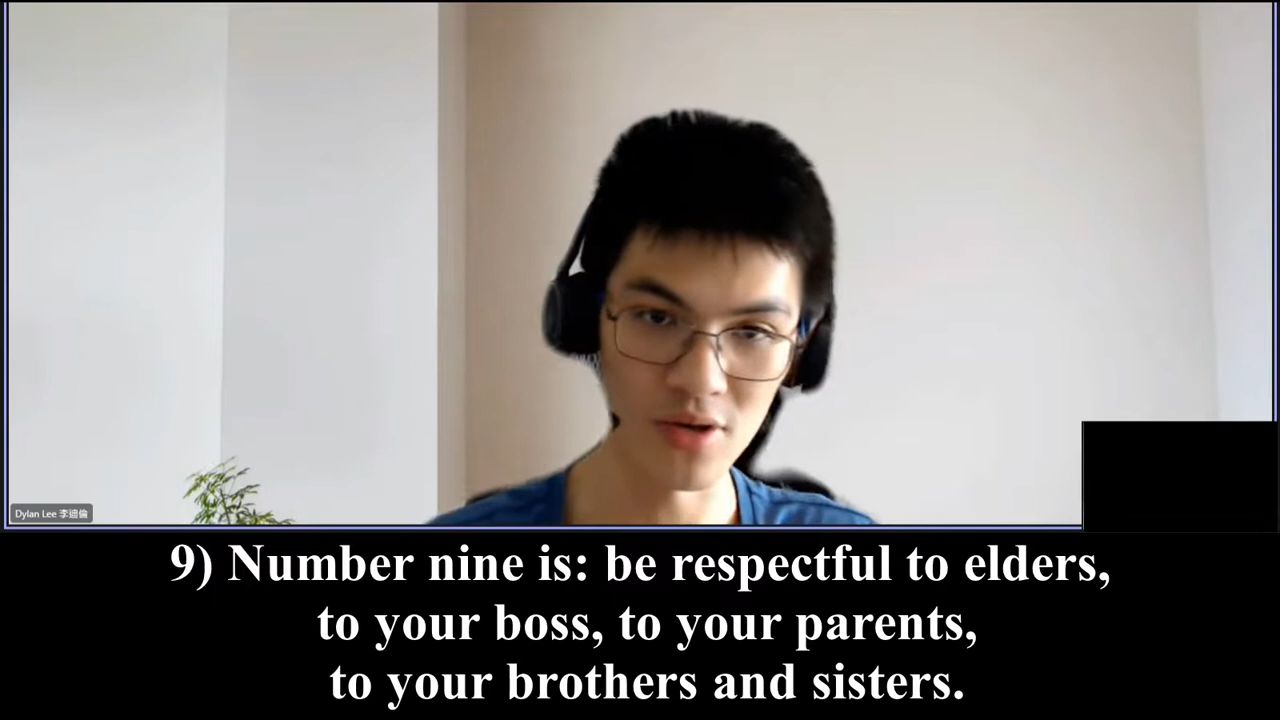 Dylan Lee 李迪倫
9) Number nine is: be respectful to elders,
to your boss, to your parents,
to your brothers and sisters.